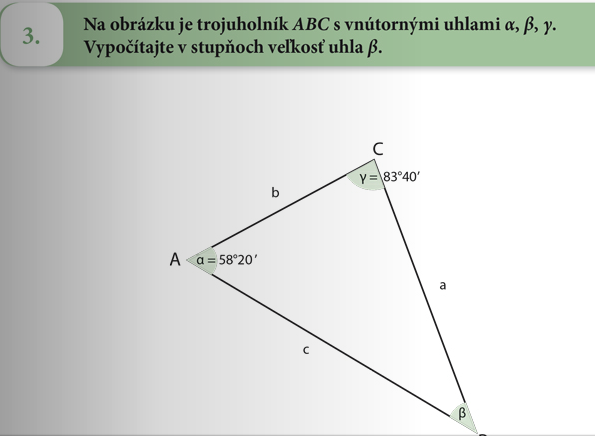 3.
Na obrázku je trojuholník ABC s vnútornými uhlami α, β, γ.
Vypočítajte v stupňoch veľkosť uhla β.
C
γ = 83°40′
b
A
α = 58°20′
a
c
β